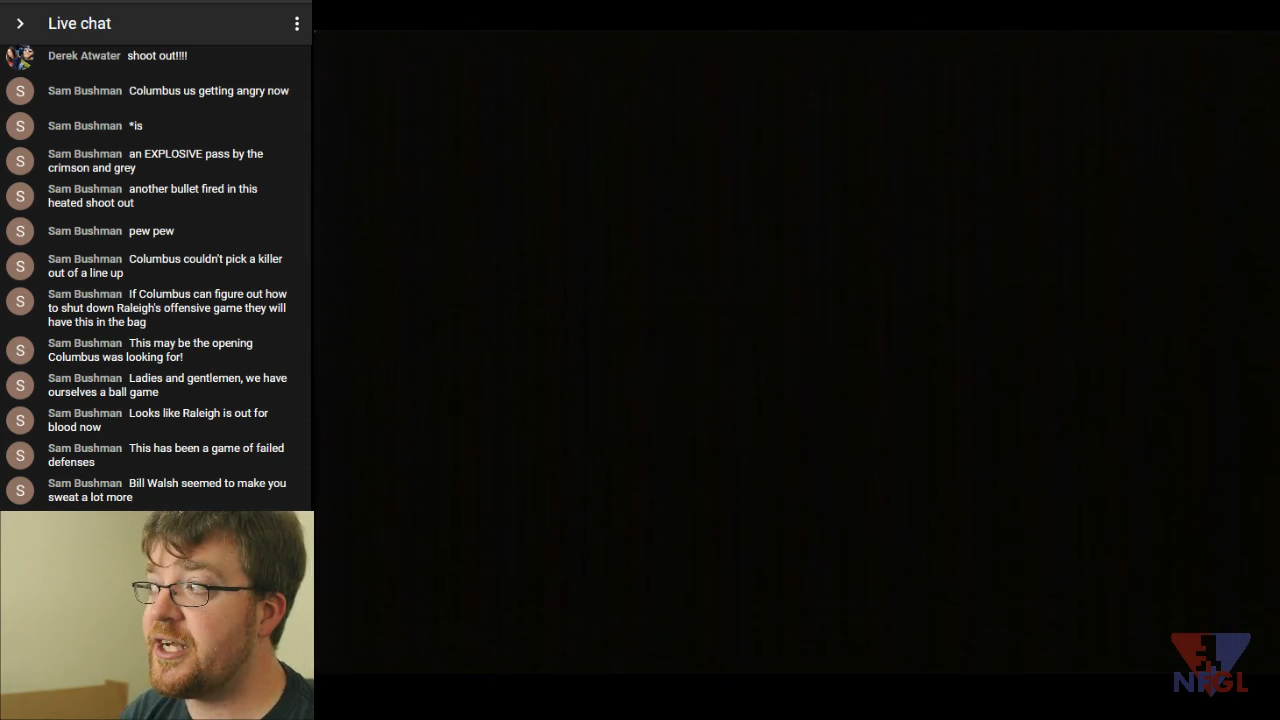 Live chat
Derek Atwater shoot out!!!!
S Sam Bushman Columbus us getting angry now
S Sam Bushman *is
S Sam Bushman an EXPLOSIVE pass by the
crimson and grey
S Sam Bushman another bullet fired in this
heated shoot out
S Sam Bushman pew pew
S Sam Bushman Columbus couldn't pick a killer
out of a line up
S Sam Bushman If Columbus can figure out how
to shut down Raleigh's offensive game they will
have this in the bag
S Sam Bushman This may be the opening
Columbus was looking for!
S Sam Bushman Ladies and gentlemen, we have
ourselves a ball game
S Sam Bushman Looks like Raleigh is out for
blood now
S Sam Bushman This has been a game of failed
defenses
S Sam Bushman Bill Walsh seemed to make you
sweat a lot more